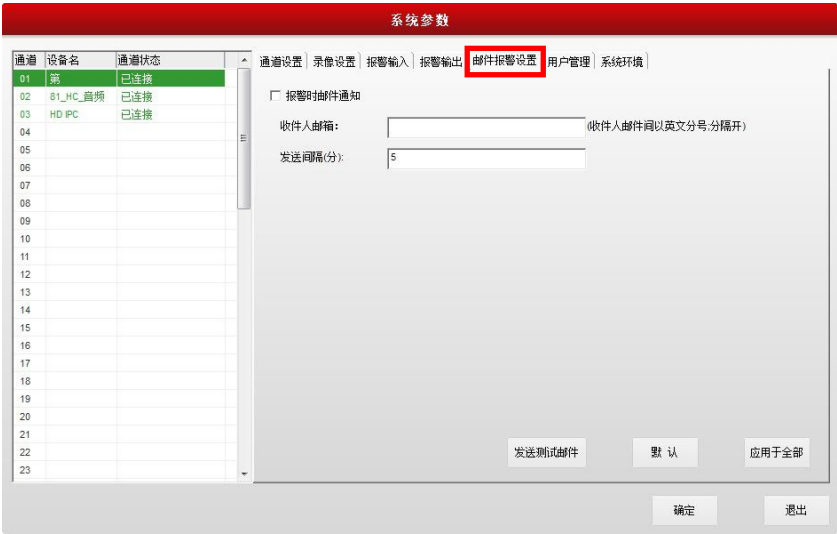 系统参数
通道 设备名 通道状态
通道设置 录像设置 报警输入 报警输出 邮件报警设置 用户管理 系统环境
01 第 已连接
02 81_HC_音频 已连接
03 HD IPC 已连接
04
05
06
07
08
09
10
11
12
13
14
15
16
17
18
19
20
21
22
23
报警时邮件通知
收件人邮箱: (收件人邮件间以英文分号;分隔开)
发送间隔(分): 5
发送测试邮件 默认 应用于全部
确定 退出